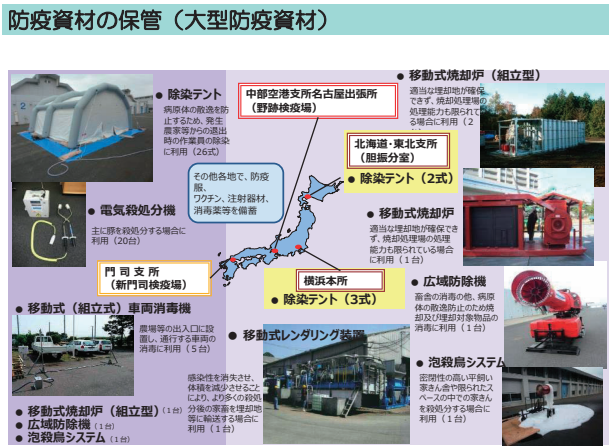 防疫資材の保管（大型防疫資材）
● 除染テント
病原体の散逸を防
止するため、発生
農家等からの退出
時の作業員の除染
に利用（26式）
中部空港支所名古屋出張所
（野跡検疫場）
● 移動式焼却炉（組立型）
適当な埋却地が確保
できず、焼却処理場の
処理能力も限られて
る場合に利用（2
北海道・東北支所
（胆振分室）
● 除染テント（2式）
その他各地で、防疫
服、
ワクチン、注射器材、
消毒薬等を備蓄
● 電気殺処分機
主に豚を殺処分する場合に
利用（20台）
● 移動式焼却炉
適当な埋却地が確保でき
ず、焼却処理場の処理
能力も限られている場合
に利用（１台）
門 司 支 所
（新門司検疫場）
横浜本所
● 除染テント（3式）
● 広域防除機
畜舎の消毒の他、病原
体の散逸防止のため焼
却及び埋却対象物品の
消毒に利用（１台）
● 移動式（組立式）車両消毒機
農場等の出入口に設
置し、通行する車両の
消毒に利用（５台）
● 移動式レンダリング装置
感染性を消失させ、
体積を減少させること
により、より多くの殺処
分後の家畜を埋却地
等に輸送する場合に
利用（１台）
● 泡殺鳥システム
密閉性の高い平飼い
家きん舎や限られたス
ペースの中での家きん
を殺処分する場合に
利用（１台）
● 移動式焼却炉（組立型）（１台）
● 広域防除機（１台）
● 泡殺鳥システム（１台）